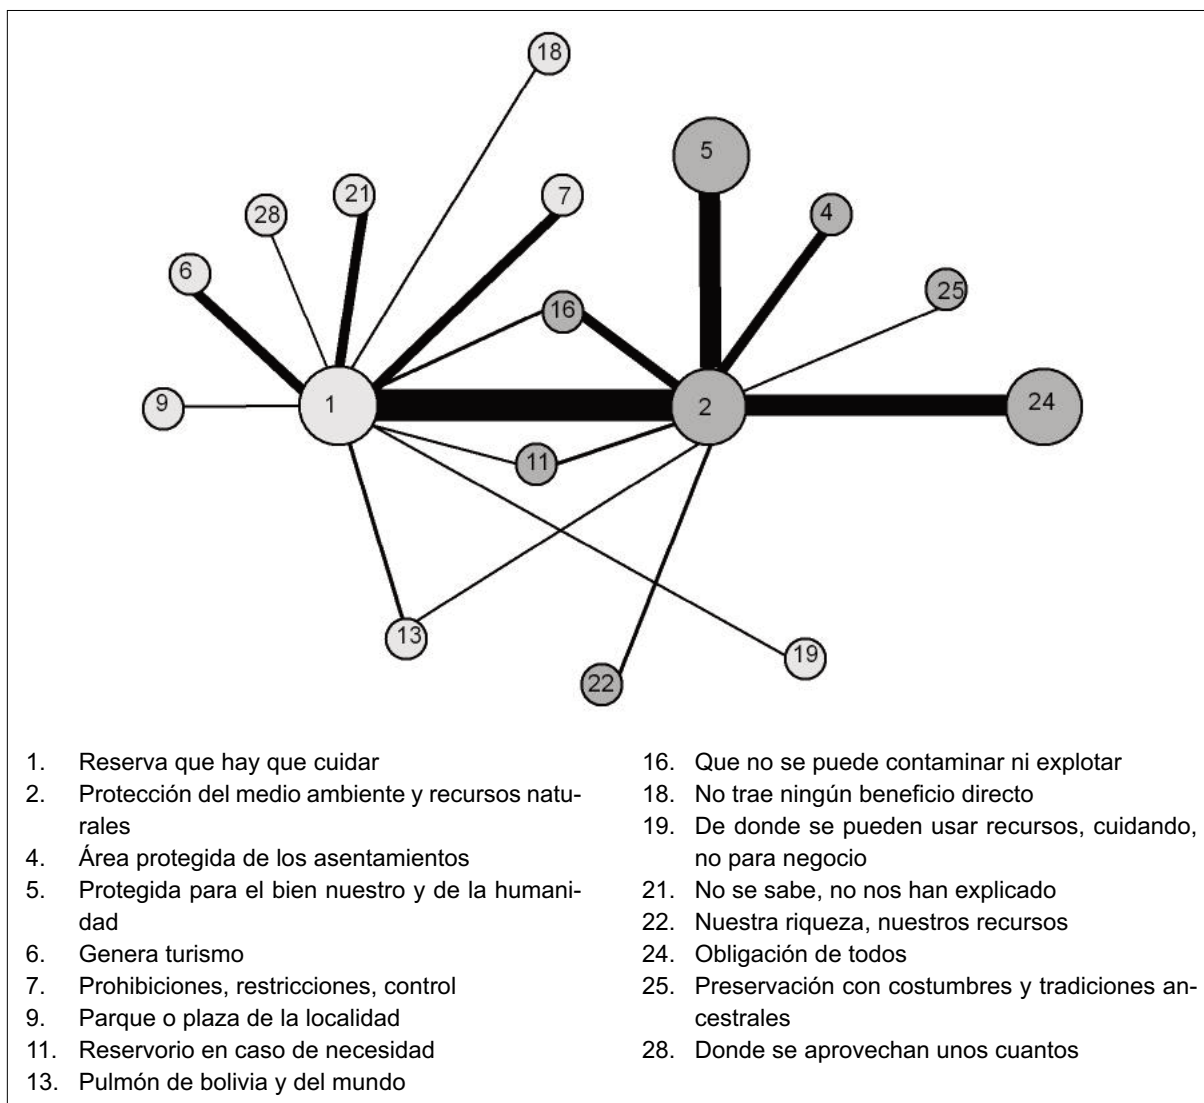 18
5
21
7
4
28
6
25
16
9
1
2
24
11
13
19
22
1. Reserva que hay que cuidar
2. Protección del medio ambiente y recursos natu-
rales
4. Área protegida de los asentamientos
5. Protegida para el bien nuestro y de la humani-
dad
6. Genera turismo
7. Prohibiciones, restricciones, control
9. Parque o plaza de la localidad
11. Reservorio en caso de necesidad
13. Pulmón de bolivia y del mundo
16. Que no se puede contaminar ni explotar
18. No trae ningún beneficio directo
19. De donde se pueden usar recursos, cuidando,
no para negocio
21. No se sabe, no nos han explicado
22. Nuestra riqueza, nuestros recursos
24. Obligación de todos
25. Preservación con costumbres y tradiciones an-
cestrales
28. Donde se aprovechan unos cuantos